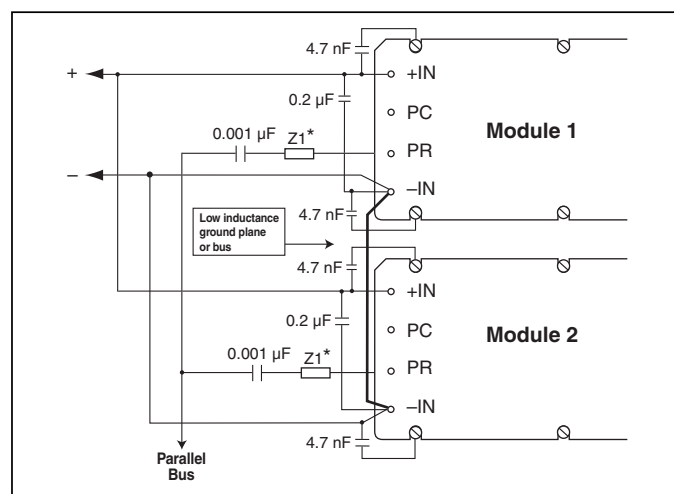 4.7 nF
+
+IN
0.2 µF
PC
Module 1
0.001 µF
Z1*
PR
–
–IN
4.7 nF
Low inductance
ground plane
or bus
4.7 nF
+IN
0.2 µF
PC
Module 2
0.001 µF
Z1*
PR
–IN
4.7 nF
Parallel
Bus